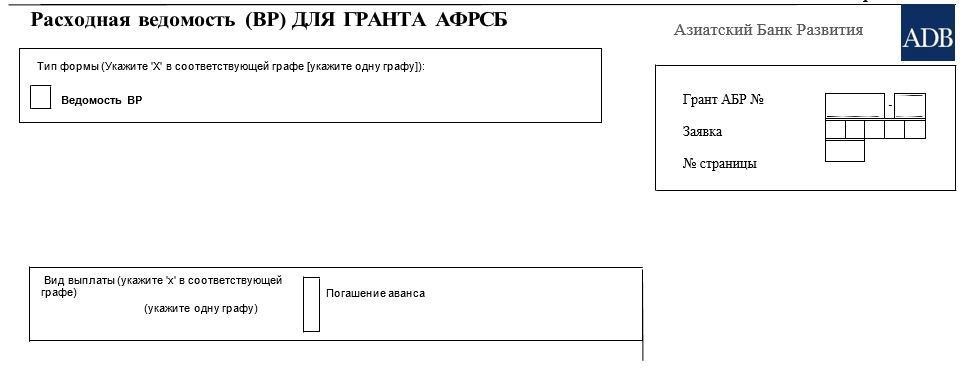 Расходная ведомость (ВР) ДЛЯ ГРАНТА АФРСБ
Азиатский Банк Развития
ADB
Тип формы (Укажите 'X' в соответствующей графе [укажите одну графу]):
Ведомость ВР
Грант АБР №
-
Заявка
№ страницы
Вид выплаты (укажите 'х' в соответствующей
графе)
(укажите одну графу)
Погашение аванса